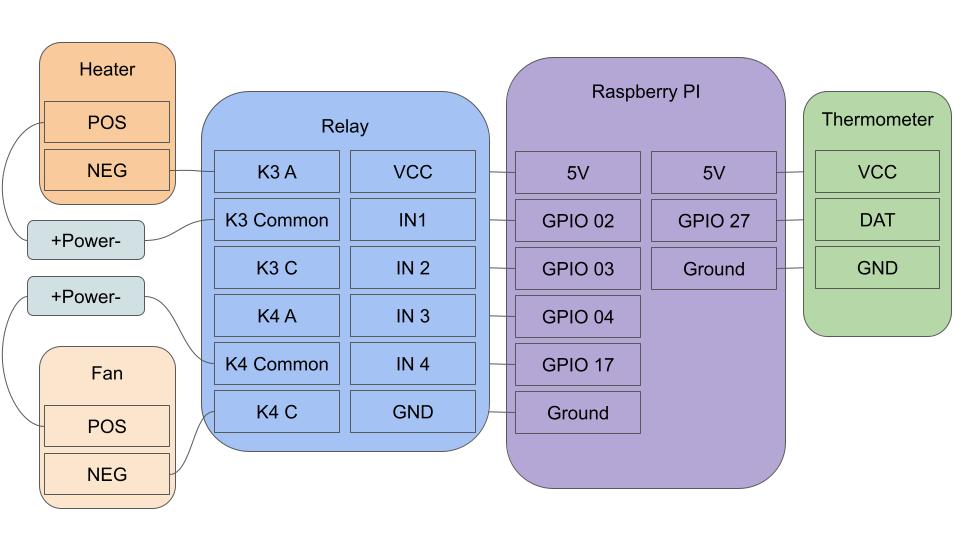 Heater
POS
NEG
+Power-
+Power-
Fan
POS
NEG
Relay
K3 A
VCC
K3 Common
IN1
K3 C
IN 2
K4 A
IN 3
K4 Common
IN 4
K4 C
GND
Raspberry PI
5V
5V
GPIO 02
GPIO 27
GPIO 03
Ground
GPIO 04
GPIO 17
Ground
Thermometer
VCC
DAT
GND